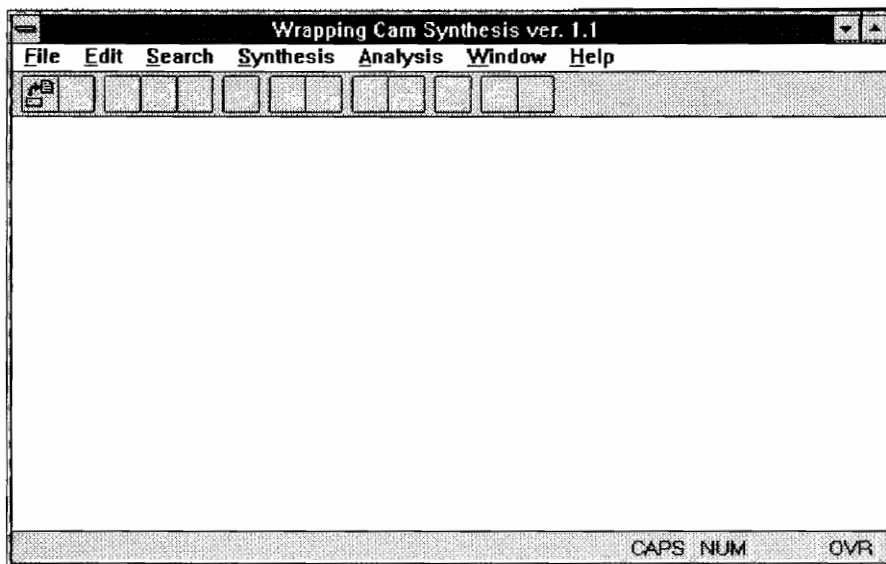 Wrapping Cam Synthesis ver. 1.1
File Edit Search Synthesis Analysis Window Help
CAPS NUM OVR